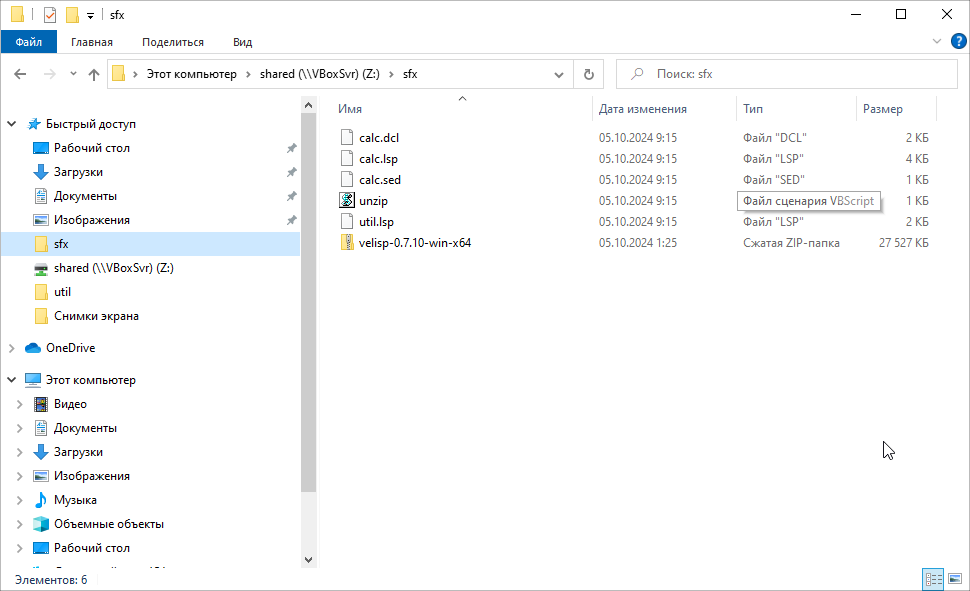 sfx
Файл Главная Поделиться Вид
Этот компьютер shared (\\VBoxSvr) (Z:) sfx Поиск: sfx
Быстрый доступ
Рабочий стол
Загрузки
Документы
Изображения
sfx
shared (\\VBoxSvr) (Z:)
util
Снимки экрана
OneDrive
Этот компьютер
Видео
Документы
Загрузки
Изображения
Музыка
Объемные объекты
Рабочий стол
Имя Дата изменения Тип Размер
calc.dcl 05.10.2024 9:15 Файл "DCL" 2 КБ
calc.lsp 05.10.2024 9:15 Файл "LSP" 4 КБ
calc.sed 05.10.2024 9:15 Файл "SED" 1 КБ
unzip 05.10.2024 9:15 Файл сценария VBScript 1 КБ
util.lsp 05.10.2024 9:15 Файл "LSP" 2 КБ
velisp-0.7.10-win-x64 05.10.2024 1:25 Сжатая ZIP-папка 27 527 КБ
Элементов: 6